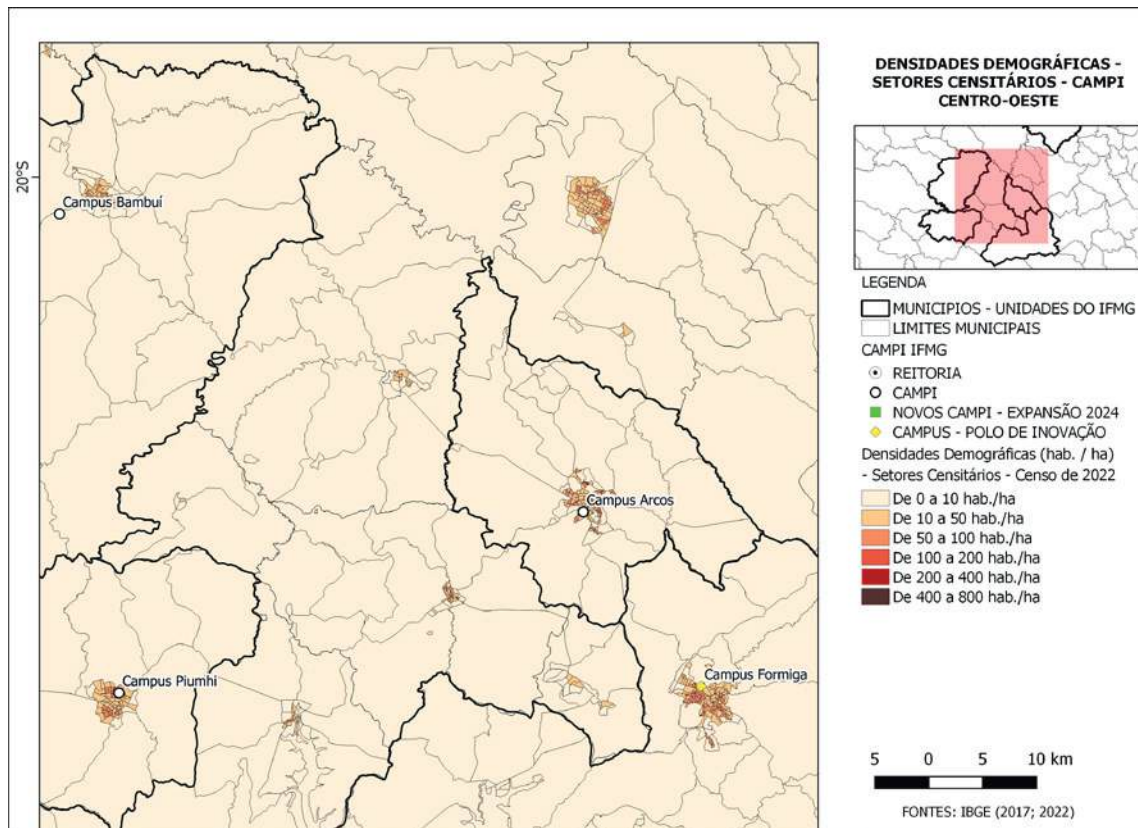 DENSIDADES DEMOGRÁFICAS -
SETORES CENSITÁRIOS - CAMPI
CENTRO-OESTE
20°S
Campus Bambuí
Campus Arcos
Campus Piumhi
Campus Formiga
LEGENDA
MUNICIPIOS - UNIDADES DO IFMG
LIMITES MUNICIPAIS
CAMPI IFMG
REITORIA
CAMPI
NOVOS CAMPI - EXPANSÃO 2024
CAMPUS - POLO DE INOVAÇÃO
Densidades Demográficas (hab. / ha)
- Setores Censitários - Censo de 2022
De 0 a 10 hab./ha
De 10 a 50 hab./ha
De 50 a 100 hab./ha
De 100 a 200 hab./ha
De 200 a 400 hab./ha
De 400 a 800 hab./ha
5 0 5 10 km
FONTES: IBGE (2017; 2022)